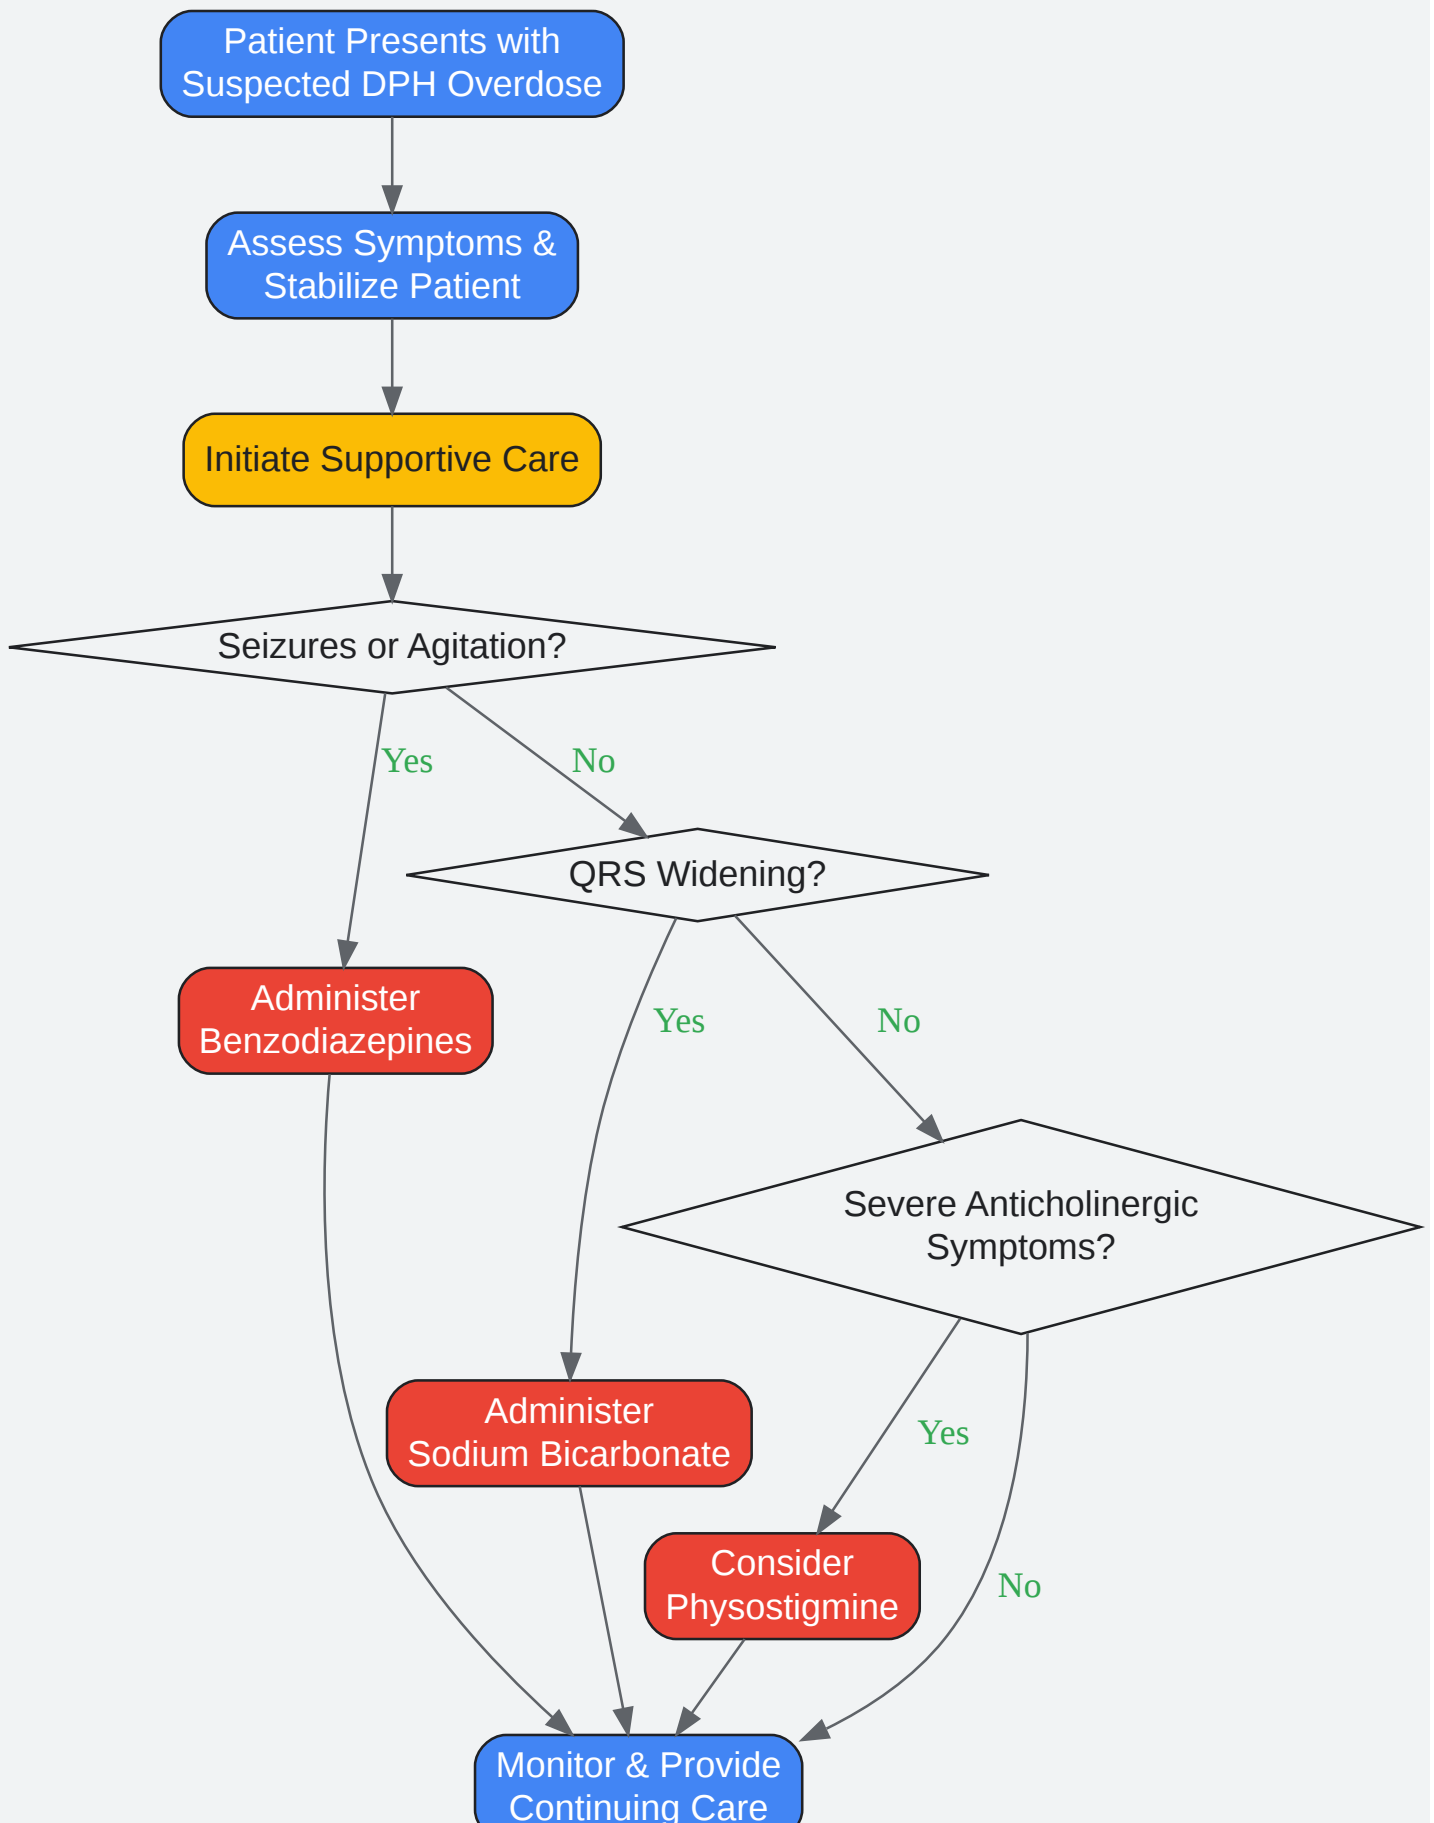 Patient Presents with
Suspected DPH Overdose
Assess Symptoms &
Stabilize Patient
Initiate Supportive Care
Seizures or Agitation?
Yes
No
QRS Widening?
Administer
Benzodiazepines
Yes
No
Severe Anticholinergic
Symptoms?
Administer
Sodium Bicarbonate
Yes
Consider
Physostigmine
No
Monitor & Provide
Continuing Care